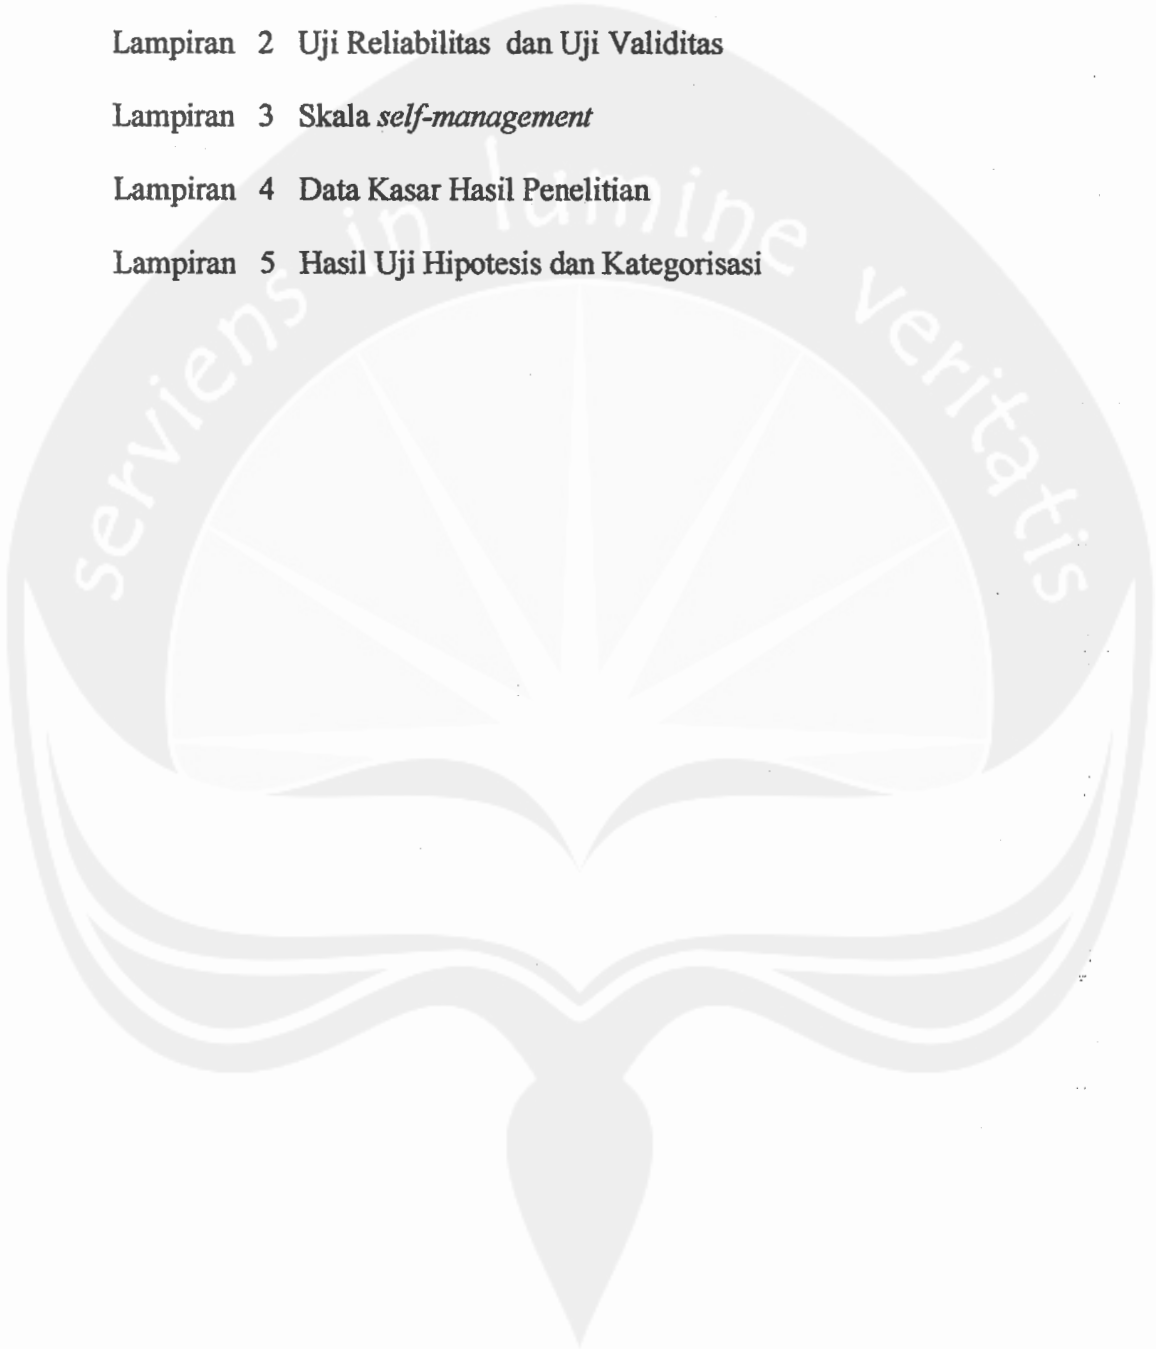 Lampiran 2 Uji Reliabilitas dan Uji Validitas
Lampiran 3 Skala self-management
Lampiran 4 Data Kasar Hasil Penelitian
Lampiran 5 Hasil Uji Hipotesis dan Kategorisasi
serviens in lumine veritatis